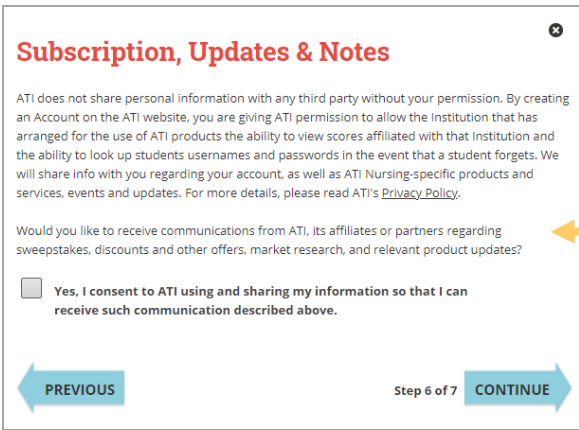 Subscription, Updates & Notes
ATI does not share personal information with any third party without your permission. By creating
an Account on the ATI website, you are giving ATI permission to allow the Institution that has
arranged for the use of ATI products the ability to view scores affiliated with that Institution and
the ability to look up students usernames and passwords in the event that a student forgets. We
will share info with you regarding your account, as well as ATI Nursing-specific products and
services, events and updates. For more details, please read ATI's Privacy Policy.
Would you like to receive communications from ATI, its affiliates or partners regarding
sweepstakes, discounts and other offers, market research, and relevant product updates?
Yes, I consent to ATI using and sharing my information so that I can
receive such communication described above.
PREVIOUS Step 6 of 7 CONTINUE